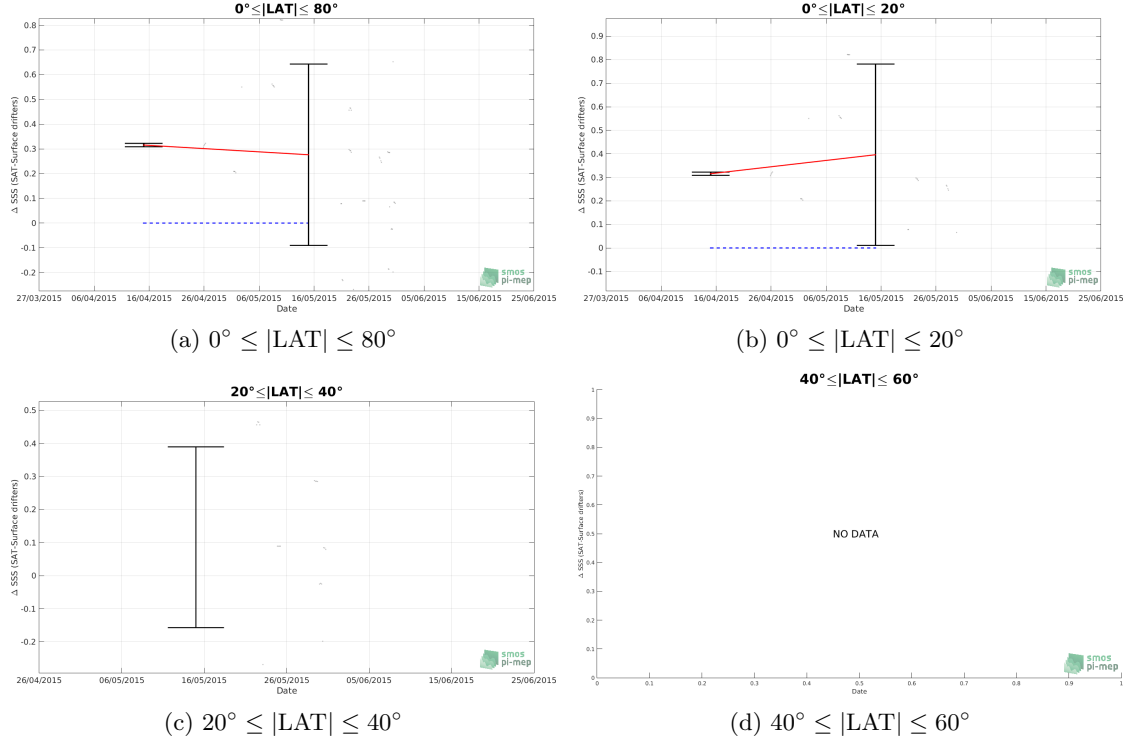 0°≤|LAT|≤ 80°
Δ SSS (SAT-Surface drifters)
0.8
0.7
0.6
0.5
0.4
0.3
0.2
0.1
0
-0.1
-0.2
27/03/2015 06/04/2015 16/04/2015 26/04/2015 06/05/2015 16/05/2015 26/05/2015 05/06/2015 15/06/2015 25/06/2015
Date
smos
pi-mep
(a) 0° ≤ |LAT| ≤ 80°
0°≤|LAT|≤ 20°
Δ SSS (SAT-Surface drifters)
0.9
0.8
0.7
0.6
0.5
0.4
0.3
0.2
0.1
0
-0.1
27/03/2015 06/04/2015 16/04/2015 26/04/2015 06/05/2015 16/05/2015 26/05/2015 05/06/2015 15/06/2015 25/06/2015
Date
smos
pi-mep
(b) 0° ≤ |LAT| ≤ 20°
20°≤|LAT|≤ 40°
Δ SSS (SAT-Surface drifters)
0.5
0.4
0.3
0.2
0.1
0
-0.1
-0.2
26/04/2015 06/05/2015 16/05/2015 26/05/2015 05/06/2015 15/06/2015 25/06/2015
Date
smos
pi-mep
(c) 20° ≤ |LAT| ≤ 40°
40°≤|LAT|≤ 60°
Δ SSS (SAT-Surface drifters)
1
0.9
0.8
0.7
0.6
0.5
0.4
0.3
0.2
0.1
0
NO DATA
0 0.1 0.2 0.3 0.4 0.5 0.6 0.7 0.8 0.9 1
Date
smos
pi-mep
(d) 40° ≤ |LAT| ≤ 60°